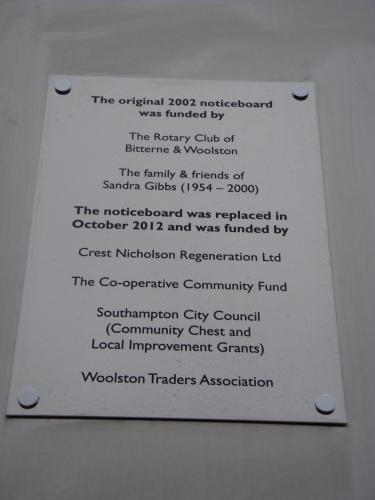 The original 2002 noticeboard
was funded by
The Rotary Club of
Bitterne & Woolston
The family & friends of
Sandra Gibbs (1954 – 2000)
The noticeboard was replaced in
October 2012 and was funded by
Crest Nicholson Regeneration Ltd
The Co-operative Community Fund
Southampton City Council
(Community Chest and
Local Improvement Grants)
Woolston Traders Association